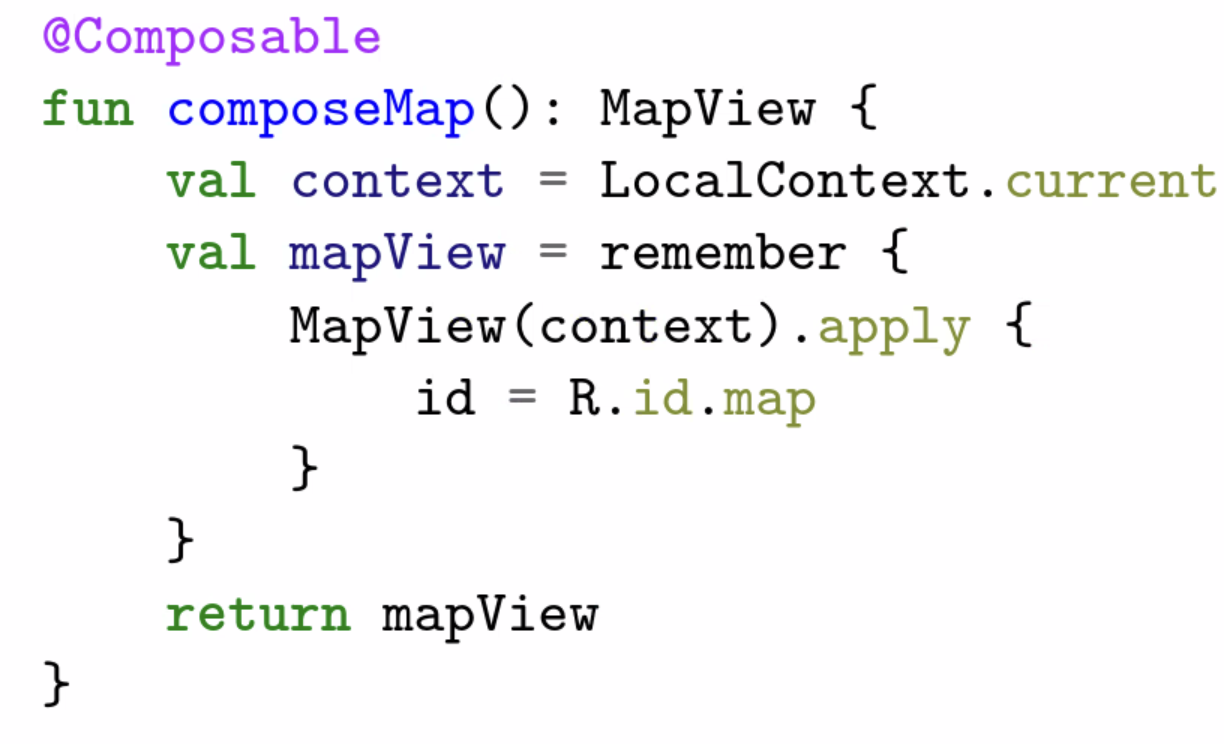 @Composable
fun composeMap(): MapView {
    val context = LocalContext.current
    val mapView = remember {
        MapView(context).apply {
            id = R.id.map
        }
    }
    return mapView
}